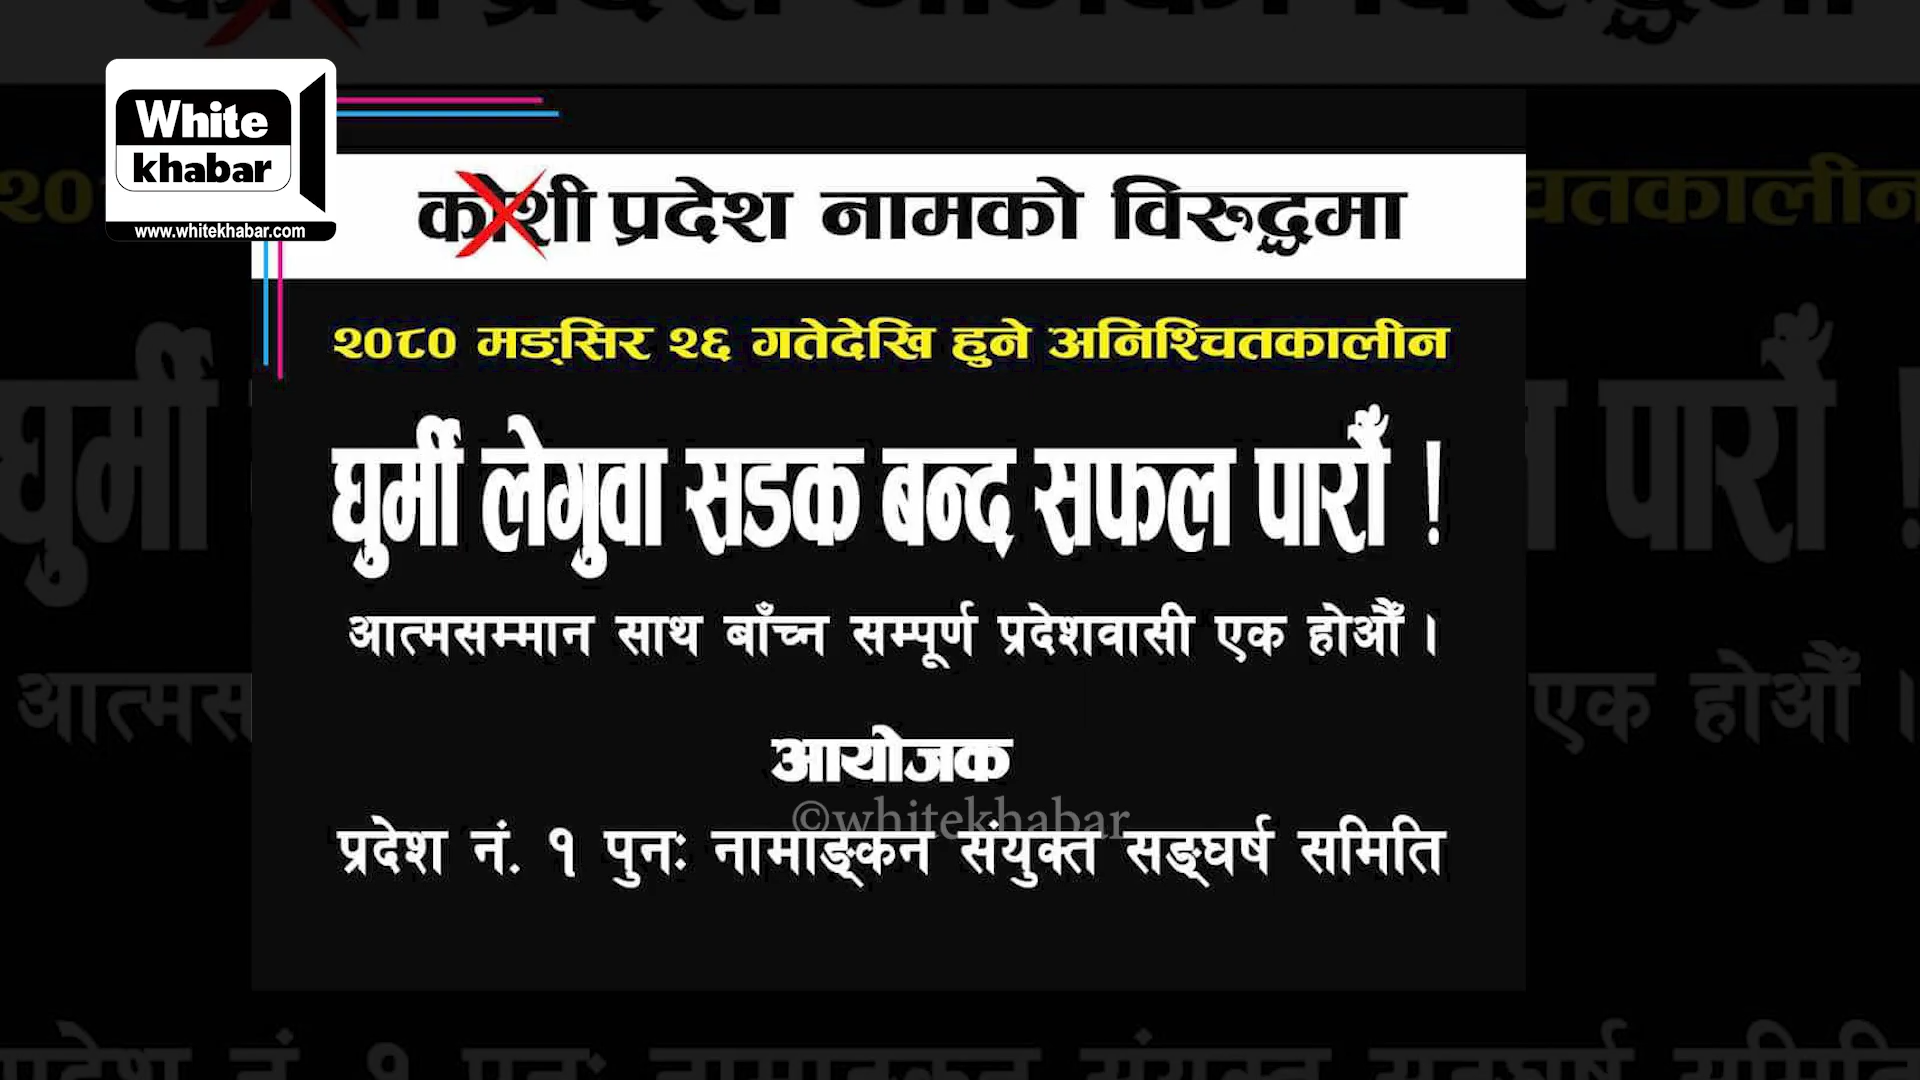 White
khabar
www.whitekhabar.com
कोशी प्रदेश नामको विरुद्धमा
२०८० मङ्सिर २६ गतेदेखि हुने अनिश्चितकालीन
घुर्मी लेगुवा सडक बन्द सफल पारौँ !
आत्मसम्मान साथ बाँच्न सम्पूर्ण प्रदेशवासी एक होऔँ ।
आयोजक
©whitekhabar
प्रदेश नं. १ पुनः नामाङ्कन संयुक्त सङ्घर्ष समिति